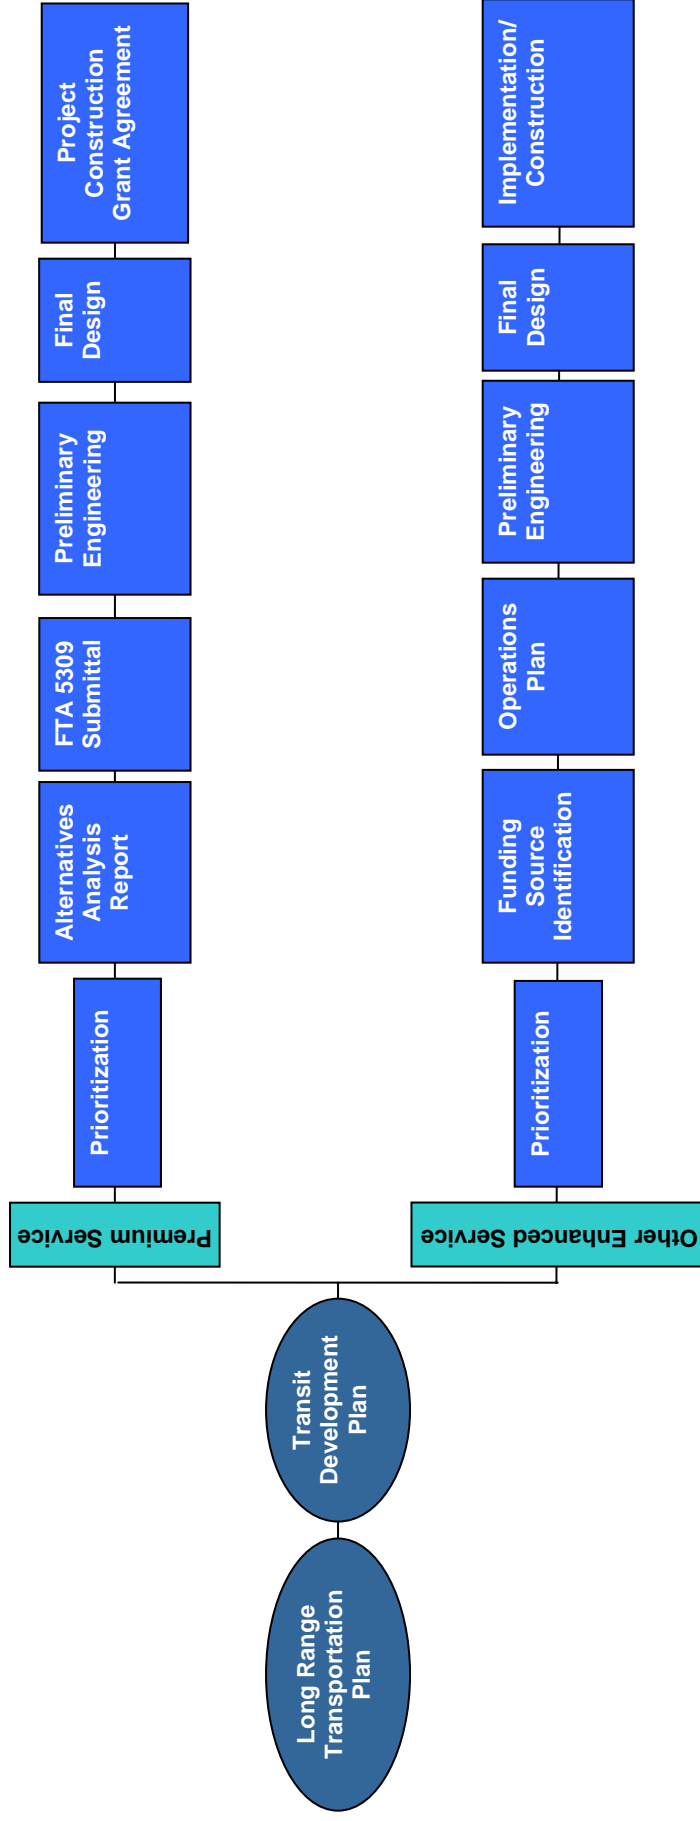 Long Range
Transportation
Plan
Transit
Development
Plan
Premium Service
Prioritization
Alternatives
Analysis
Report
FTA 5309
Submittal
Preliminary
Engineering
Final
Design
Project
Construction
Grant Agreement
Other Enhanced Service
Prioritization
Funding
Source
Identification
Operations
Plan
Preliminary
Engineering
Final
Design
Implementation/
Construction